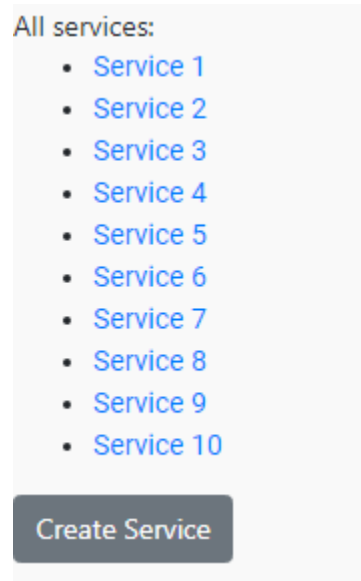 All services:
Service 1
Service 2
Service 3
Service 4
Service 5
Service 6
Service 7
Service 8
Service 9
Service 10
Create Service